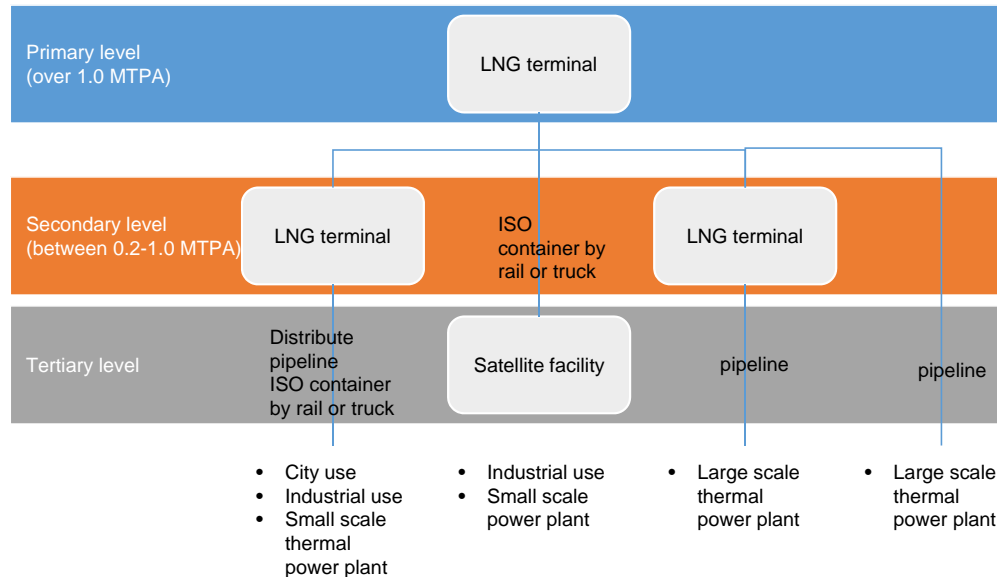 Primary level
(over 1.0 MTPA)
LNG terminal
Secondary level
(between 0.2-1.0 MTPA)
LNG terminal
ISO
container by
rail or truck
LNG terminal
Tertiary level
Distribute
pipeline
ISO container
by rail or truck
Satellite facility
pipeline
pipeline
• City use
• Industrial use
• Small scale
thermal
power plant
• Industrial use
• Small scale
power plant
• Large scale
thermal
power plant
• Large scale
thermal
power plant